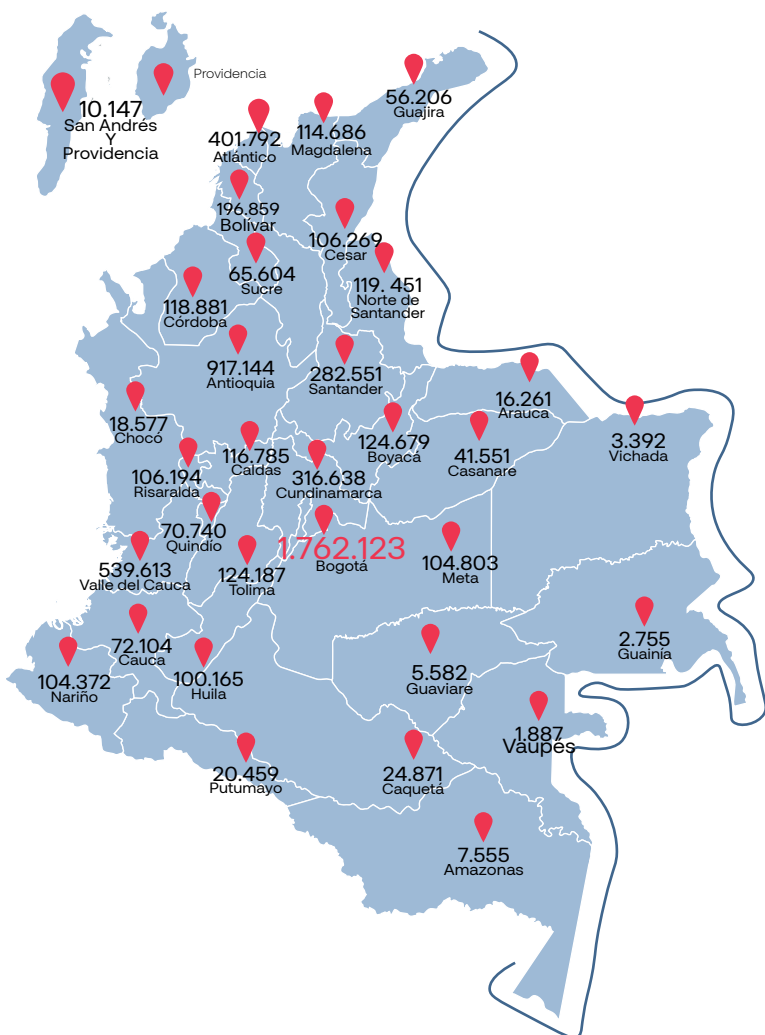 Providencia
10.147
San Andrés
Y
Providencia
56.206
Guajira
401.792
Atlántico
114.686
Magdalena
196.859
Bolívar
106.269
Cesar
65.604
Sucre
119. 451
Norte de
Santander
118.881
Córdoba
917.144
Antioquia
282.551
Santander
16.261
Arauca
18.577
Chocó
116.785
Caldas
124.679
Boyacá
41.551
Casanare
3.392
Vichada
106.194
Risaralda
316.638
Cundinamarca
70.740
Quindío
1.762.123
Bogotá
104.803
Meta
539.613
Valle del Cauca
124.187
Tolima
72.104
Cauca
2.755
Guainía
104.372
Nariño
100.165
Huila
5.582
Guaviare
1.887
Vaupés
20.459
Putumayo
24.871
Caquetá
7.555
Amazonas